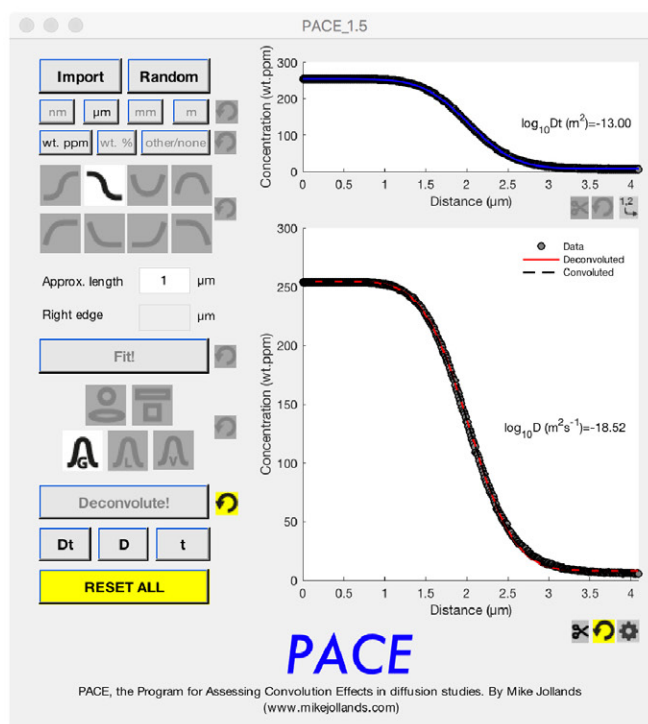 PACE_1.5
Import Random
nm µm mm m
wt. ppm wt. % other/none
Approx. length 1 µm
Right edge µm
Fit!
G L V
Deconvolute!
Dt D t
RESET ALL
Concentration (wt.ppm)
300
200
100
0
log10Dt (m2)=-13.00
0 0.5 1 1.5 2 2.5 3 3.5 4
Distance (µm)
1,2
Concentration (wt.ppm)
300
250
200
150
100
50
0
Data
Deconvoluted
Convoluted
log10D (m2s-1)=-18.52
0 0.5 1 1.5 2 2.5 3 3.5 4
Distance (µm)
PACE
PACE, the Program for Assessing Convolution Effects in diffusion studies. By Mike Jollands
(www.mikejollands.com)